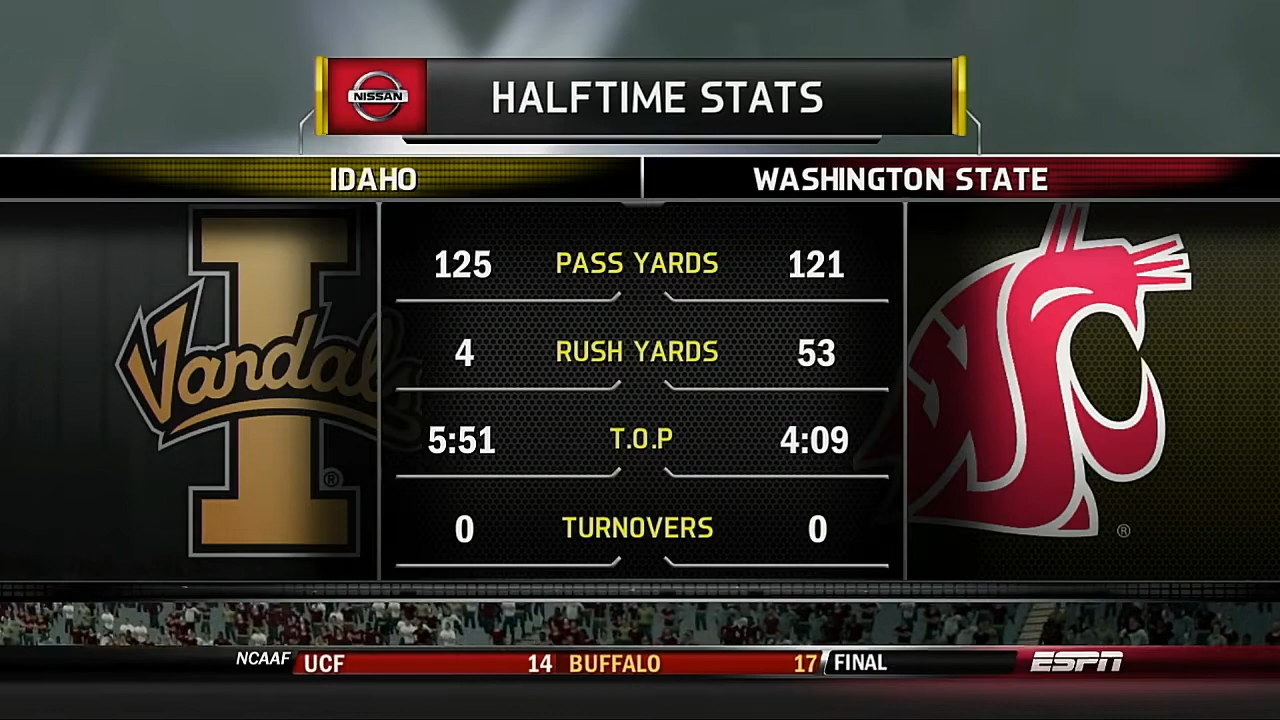 NISSAN HALFTIME STATS
IDAHO WASHINGTON STATE
125 PASS YARDS 121
4 RUSH YARDS 53
5:51 T.O.P 4:09
0 TURNOVERS 0
Vandals
®
®
NCAAF UCF 14 BUFFALO 17 FINAL ESPN